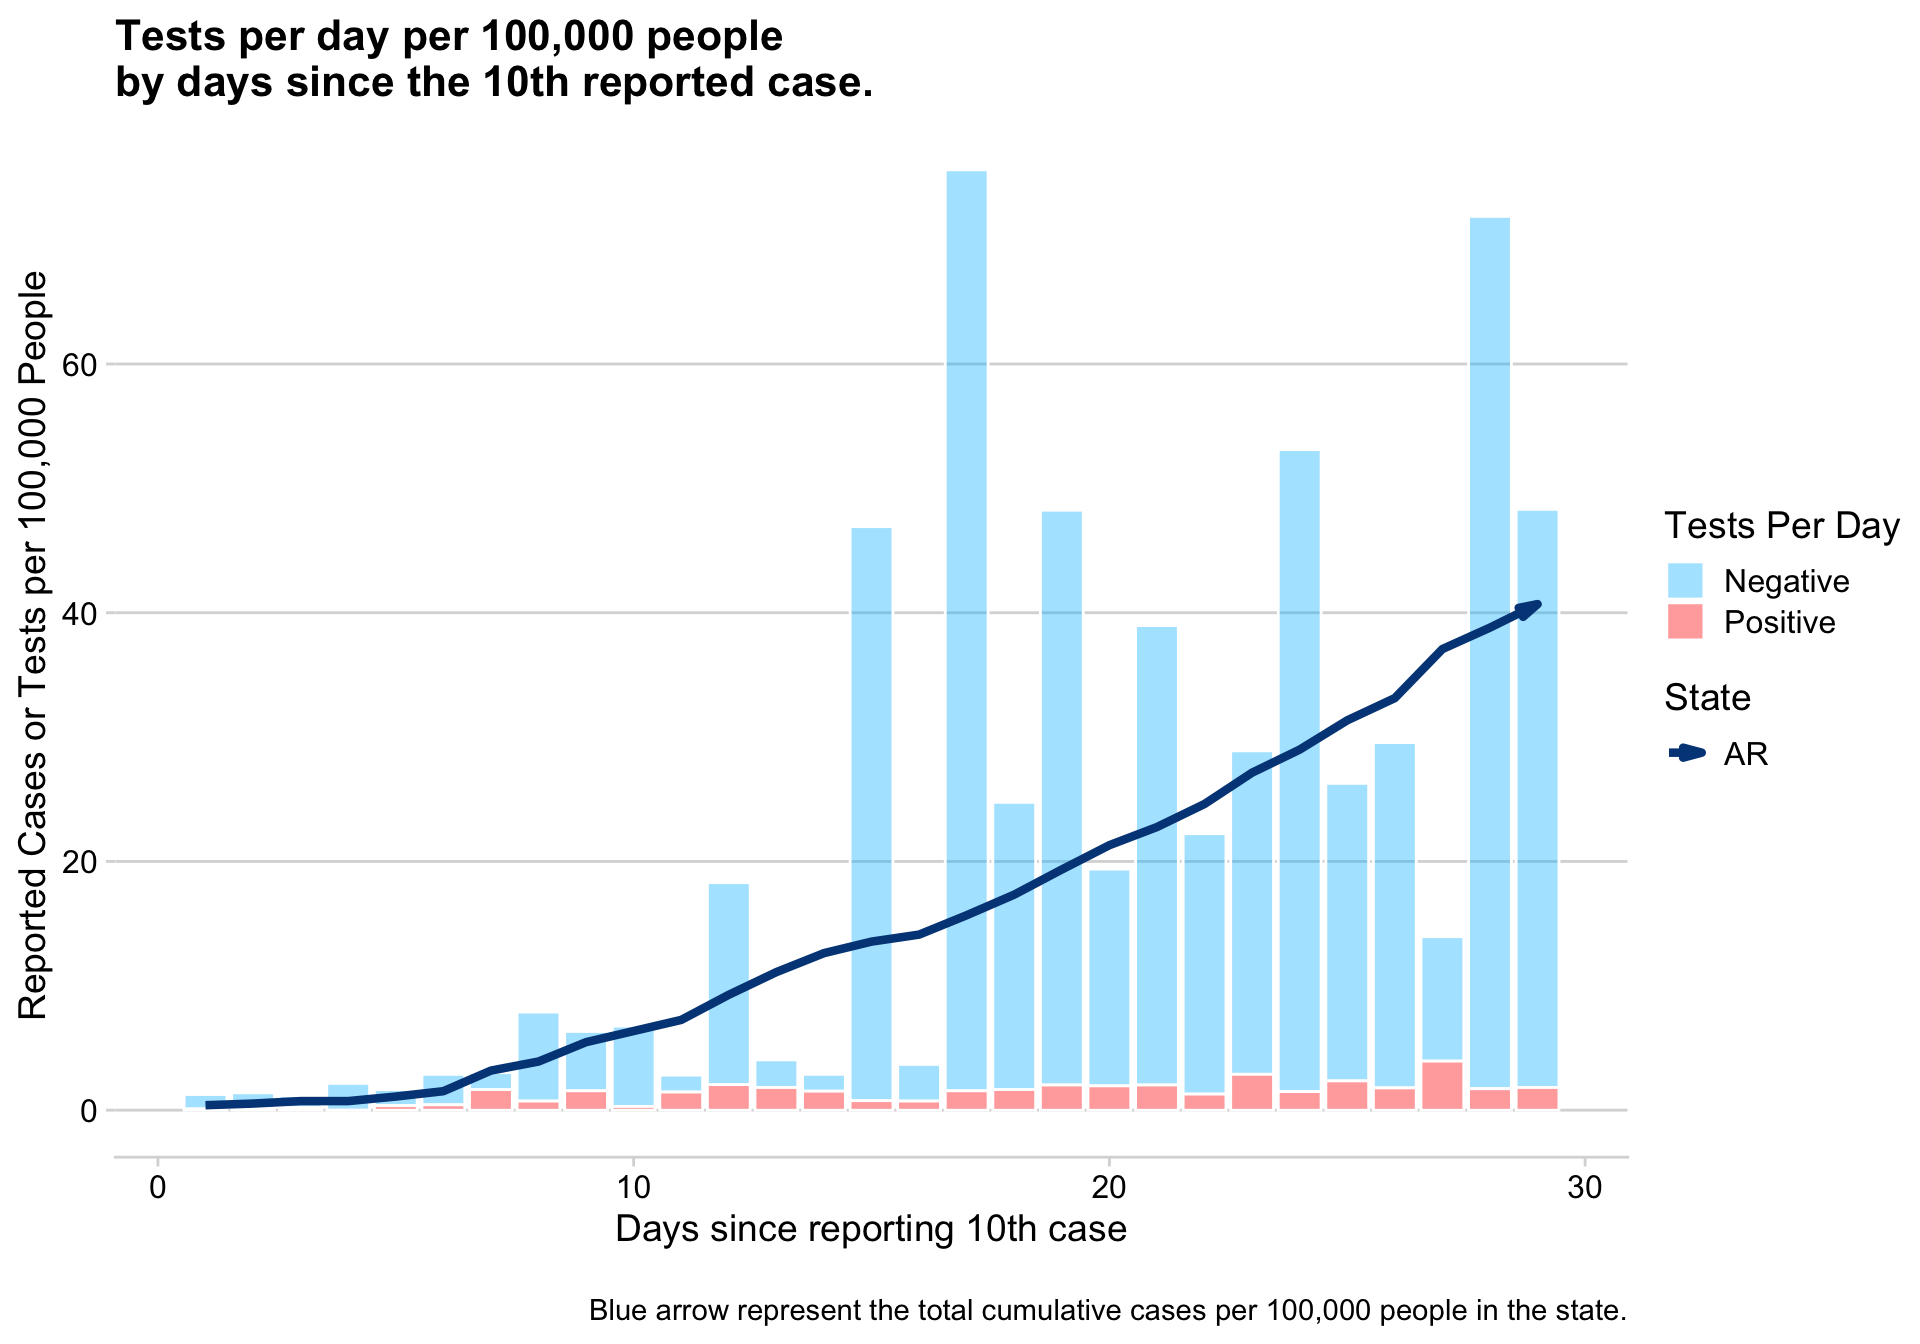 Tests per day per 100,000 people
by days since the 10th reported case.
Reported Cases or Tests per 100,000 People
60
40
20
0
0 10 20 30
Days since reporting 10th case
Tests Per Day
Negative
Positive
State
AR
Blue arrow represent the total cumulative cases per 100,000 people in the state.